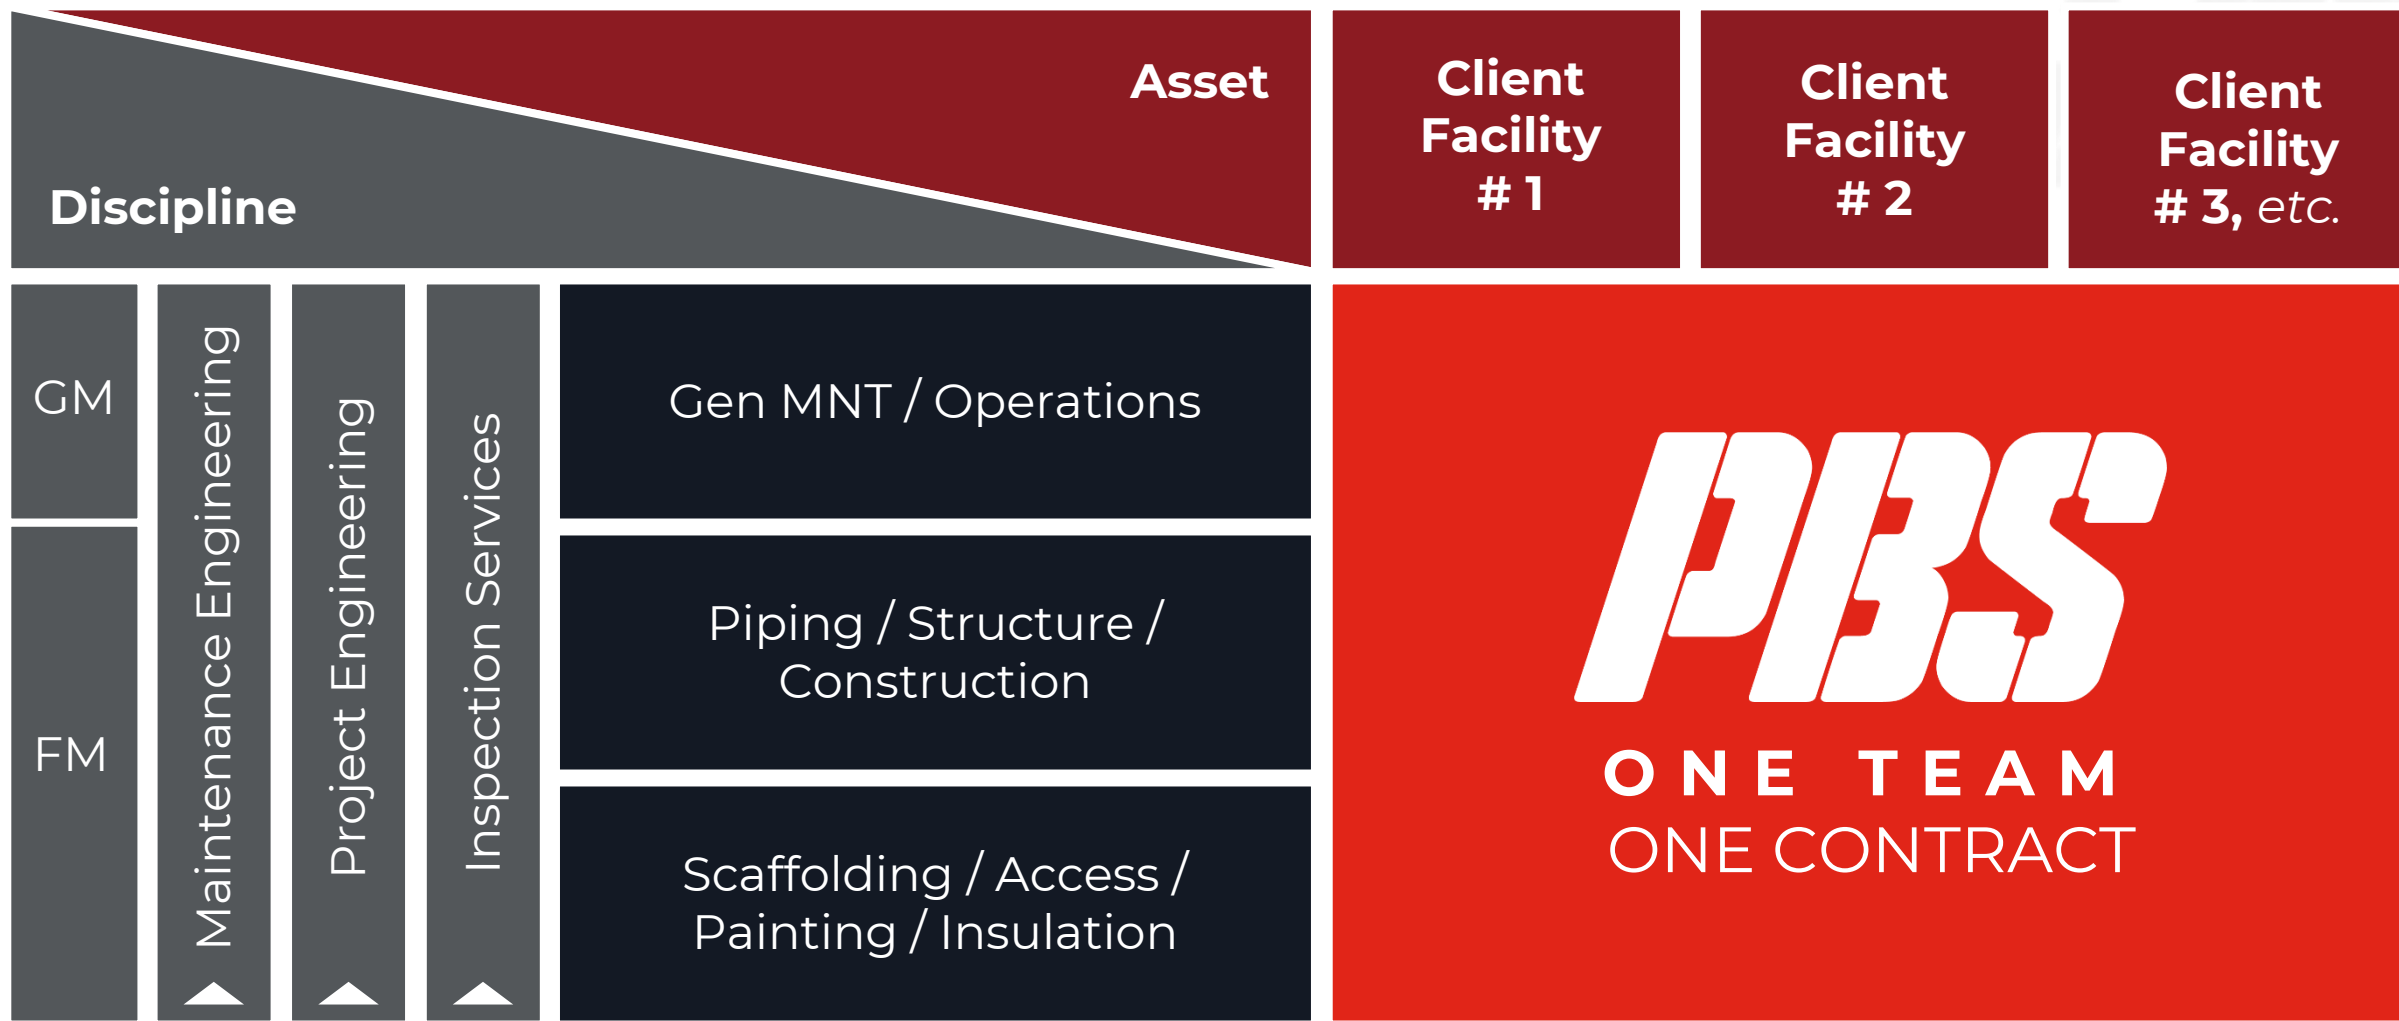 Asset
Discipline
Client
Facility
# 1
Client
Facility
# 2
Client
Facility
# 3, etc.
GM
FM
Maintenance Engineering
Project Engineering
Inspection Services
Gen MNT / Operations
Piping / Structure /
Construction
Scaffolding / Access /
Painting / Insulation
PBS
ONE TEAM
ONE CONTRACT